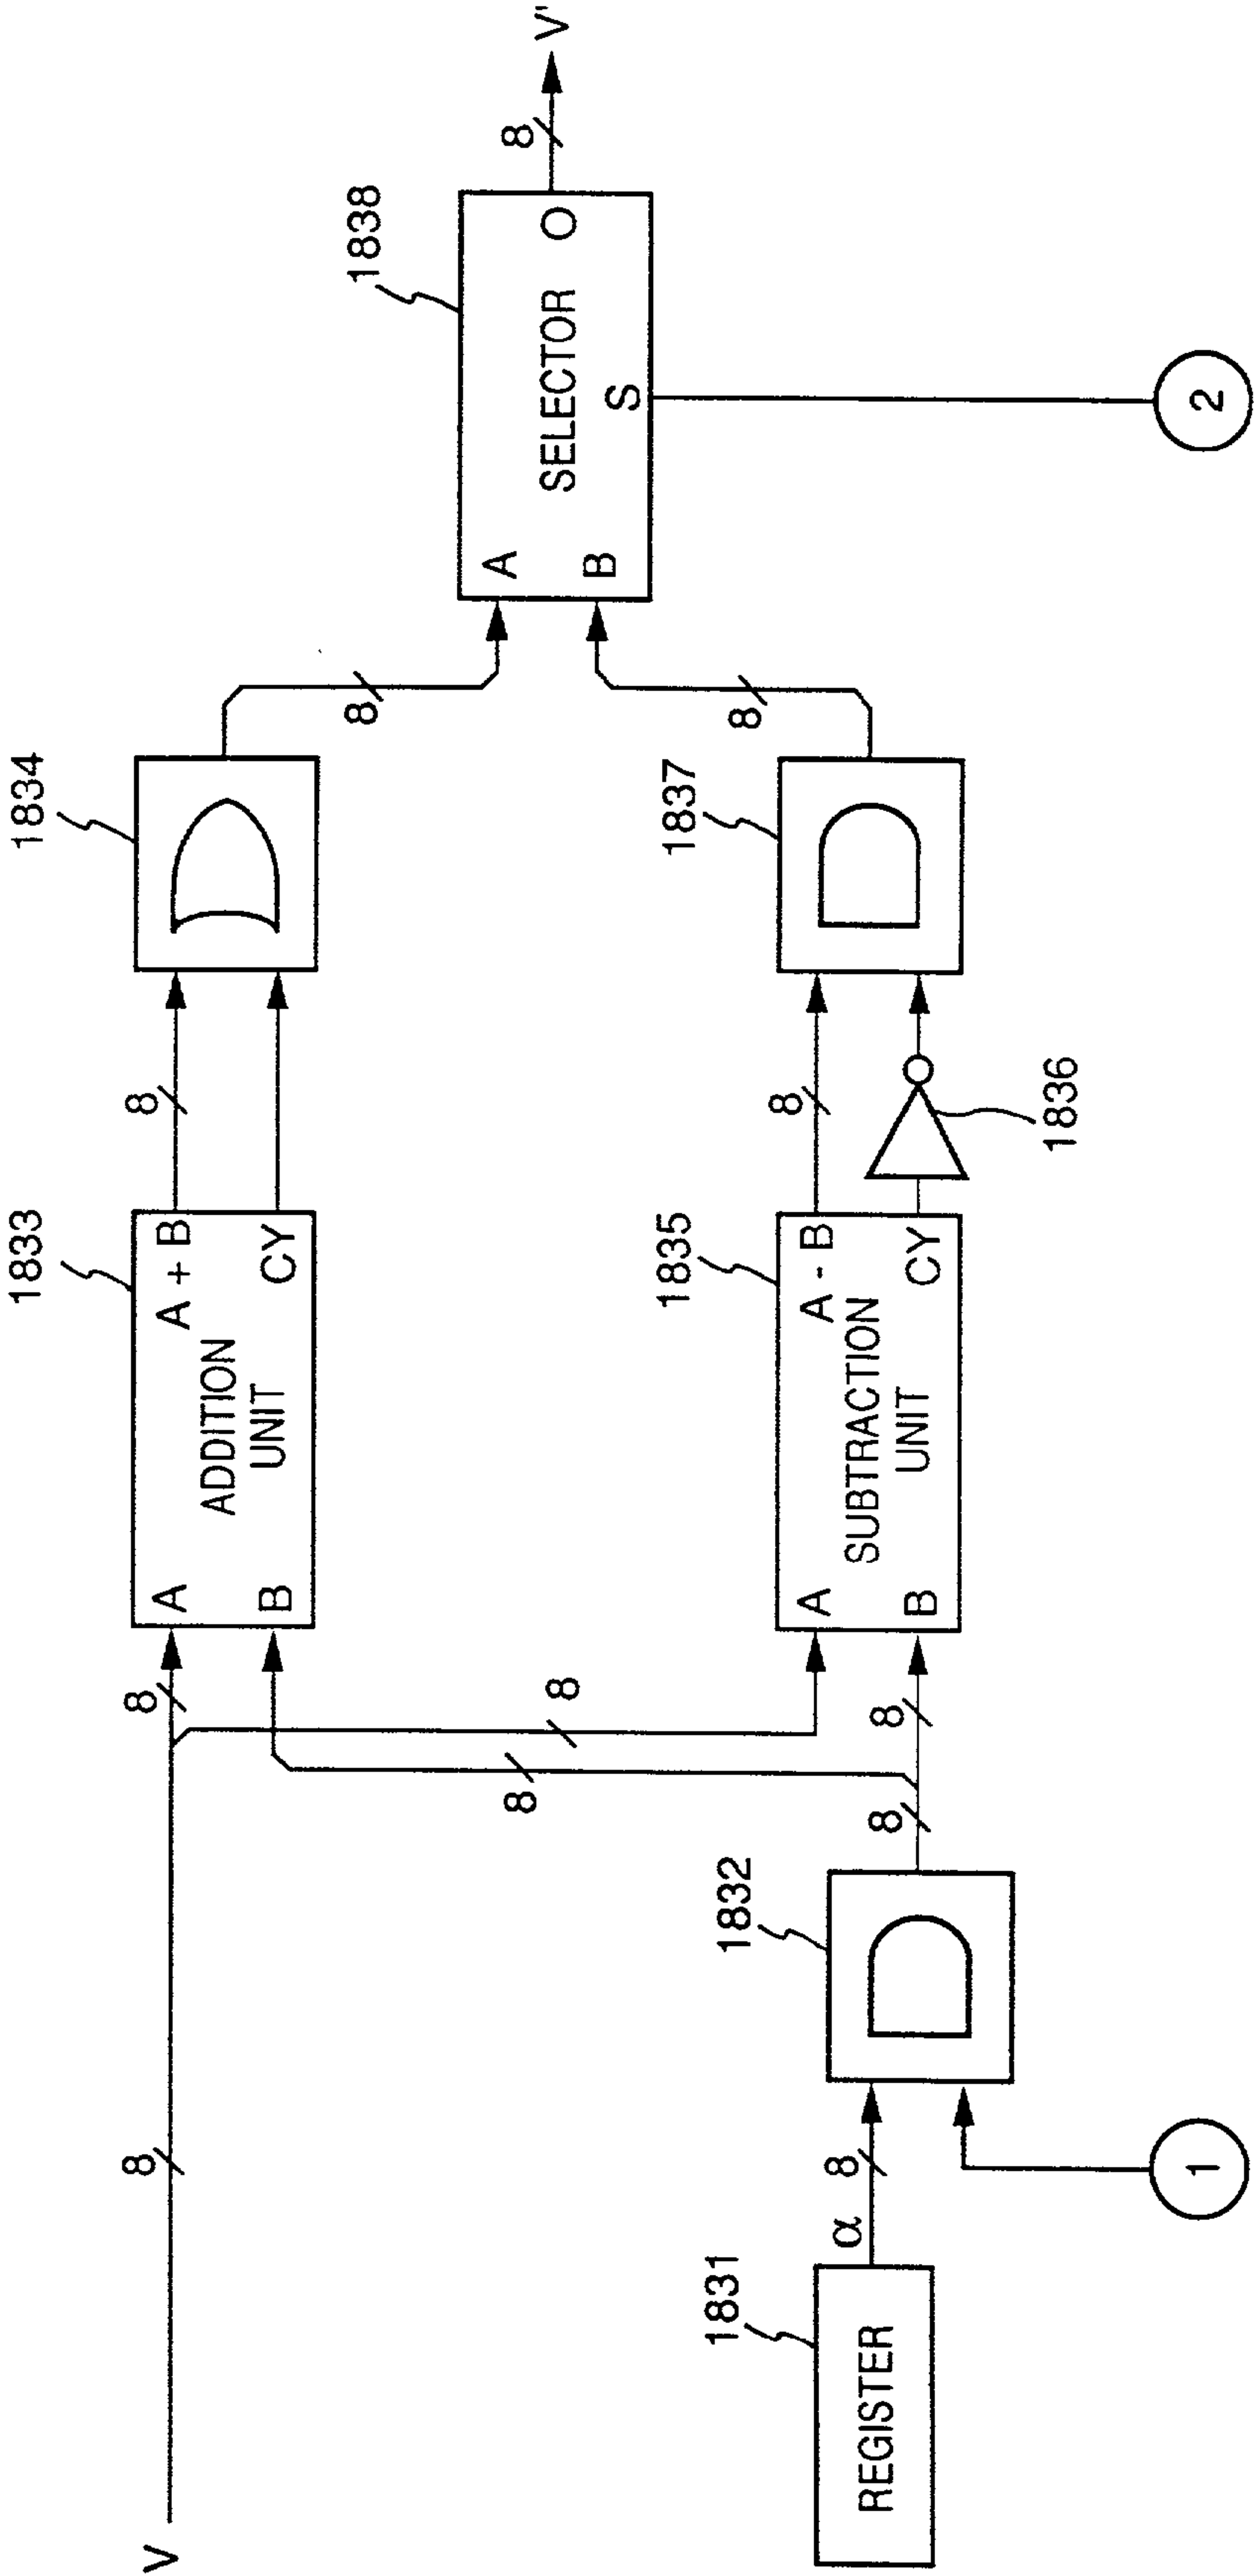 V
8
8
8
8
1833
A
B
ADDITION
UNIT
A + B
CY
8
1834
8
1838
A
B
SELECTOR
S
O
8
V'
2
REGISTER
1831
α
8
1
1832
8
8
1835
A
B
SUBTRACTION
UNIT
A - B
CY
8
1836
1837
8